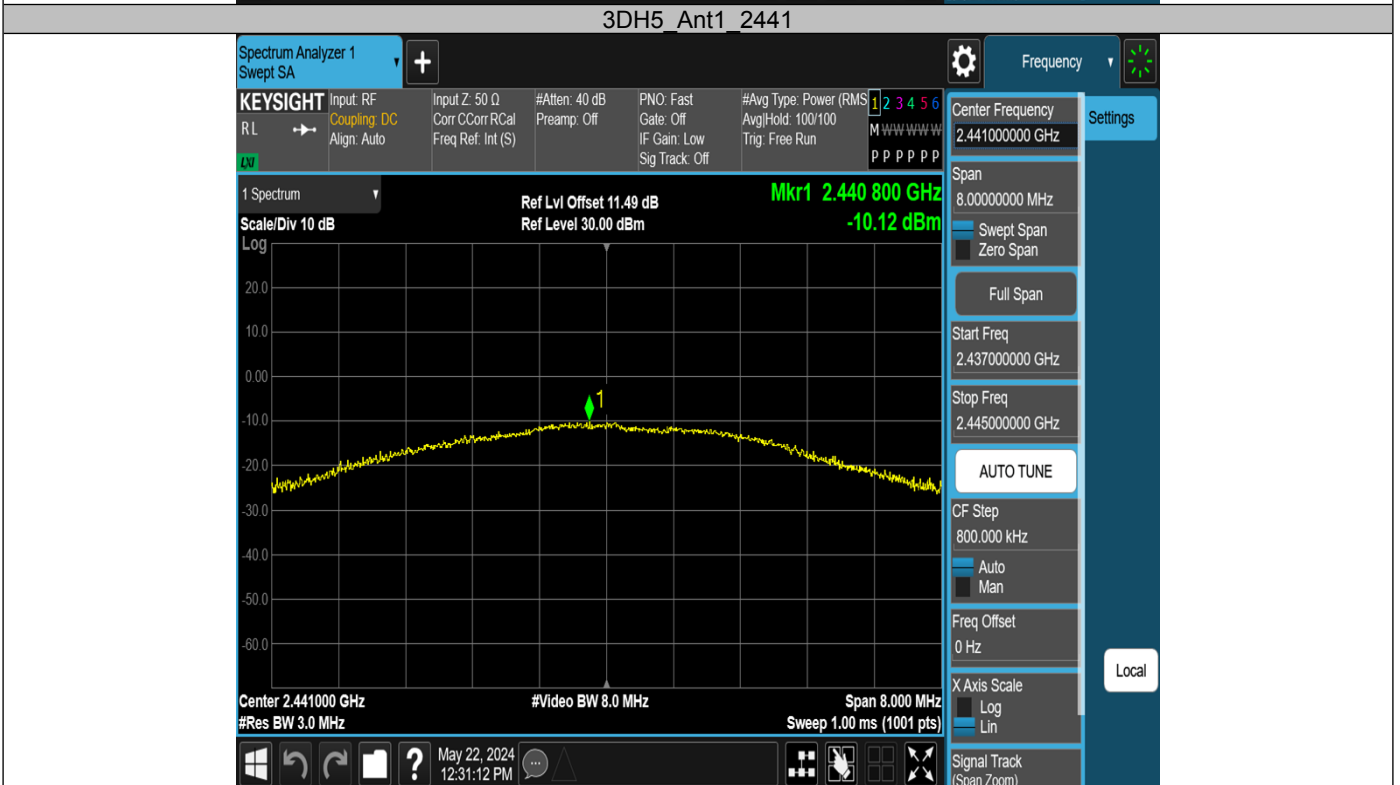 3DH5_Ant1_2441
Spectrum Analyzer 1
Swept SA
Frequency
KEYSIGHT
RL
LXI
Input: RF
Coupling: DC
Align: Auto
Input Z: 50 Ω
Corr CCorr RCal
Freq Ref: Int (S)
#Atten: 40 dB
Preamp: Off
PNO: Fast
Gate: Off
IF Gain: Low
Sig Track: Off
#Avg Type: Power (RMS
Avg|Hold: 100/100
Trig: Free Run
1 2 3 4 5 6
M W W W W W
P P P P P P
1 Spectrum
Scale/Div 10 dB
Ref Lvl Offset 11.49 dB
Ref Level 30.00 dBm
Mkr1 2.440 800 GHz
-10.12 dBm
Log
20.0
10.0
0.00
-10.0
-20.0
-30.0
-40.0
-50.0
-60.0
1
Center 2.441000 GHz
#Video BW 8.0 MHz
Span 8.000 MHz
#Res BW 3.0 MHz
Sweep 1.00 ms (1001 pts)
Center Frequency
2.441000000 GHz
Settings
Span
8.00000000 MHz
Swept Span
Zero Span
Full Span
Start Freq
2.437000000 GHz
Stop Freq
2.445000000 GHz
AUTO TUNE
CF Step
800.000 kHz
Auto
Man
Freq Offset
0 Hz
X Axis Scale
Log
Lin
Local
Signal Track
(Span Zoom)
May 22, 2024
12:31:12 PM